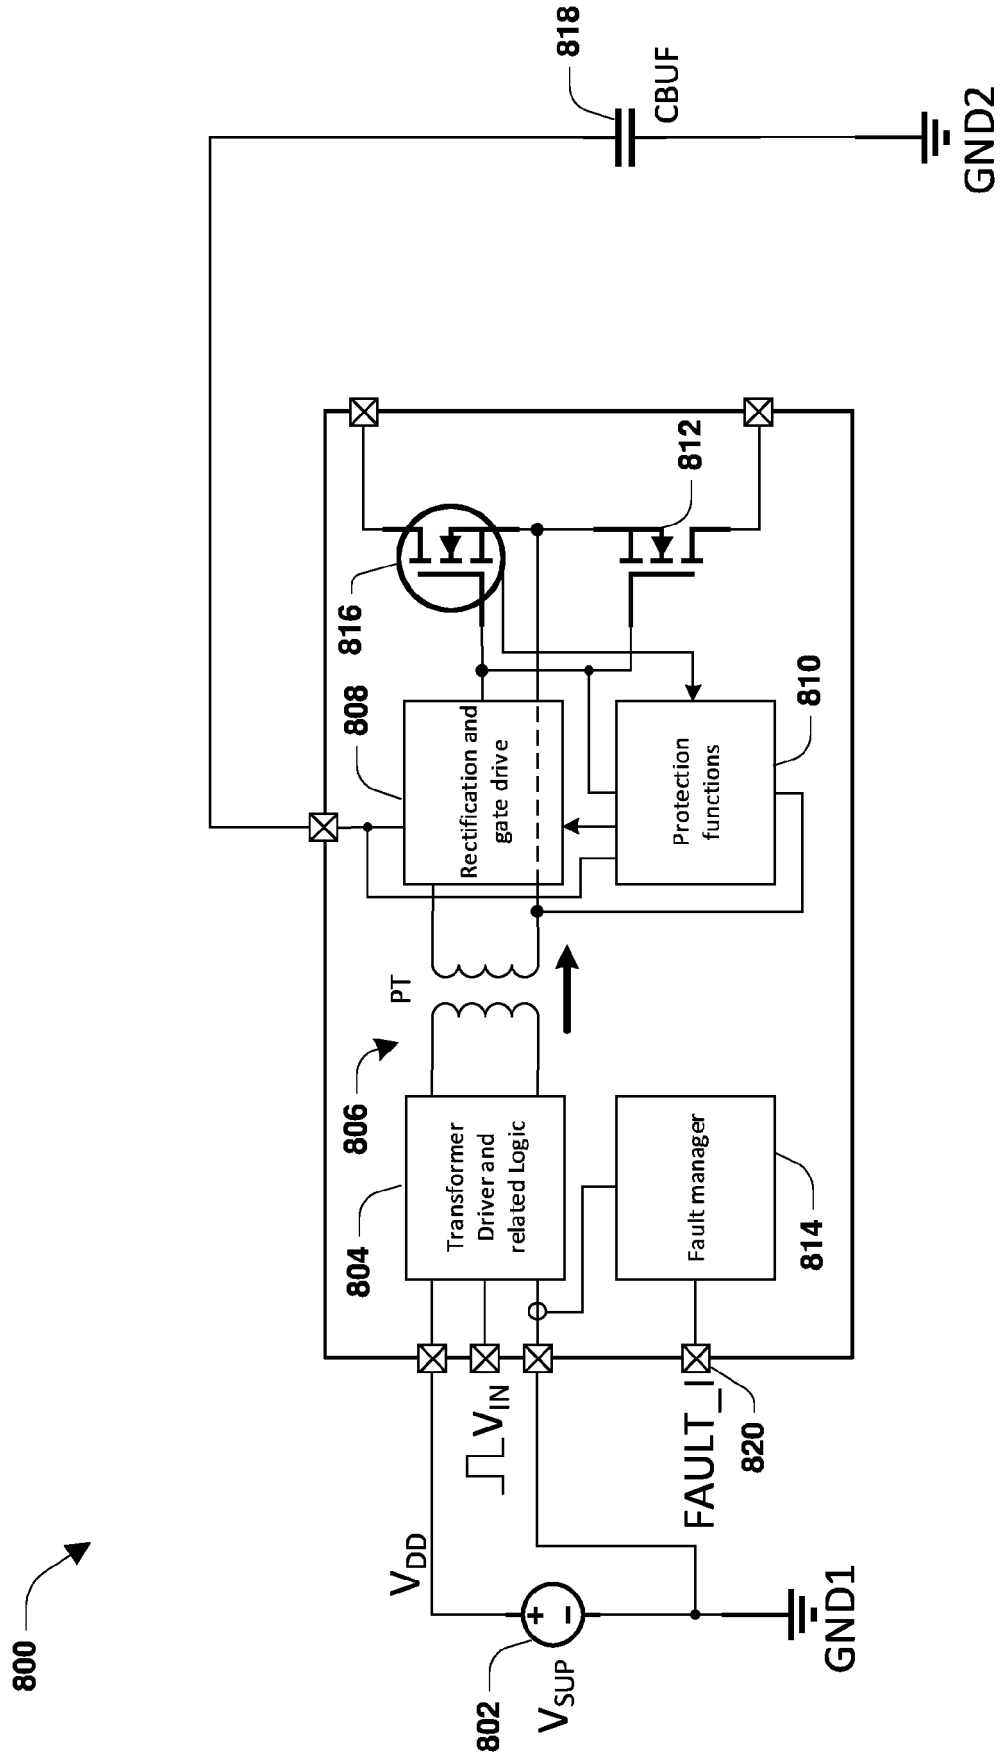 800
802
V_SUP
+
−
V_DD
GND1
V_IN
FAULT_I
820
804
Transformer
Driver and
related Logic
Fault manager
814
806
PT
808
Rectification and
gate drive
Protection
functions
810
816
812
818
CBUF
GND2